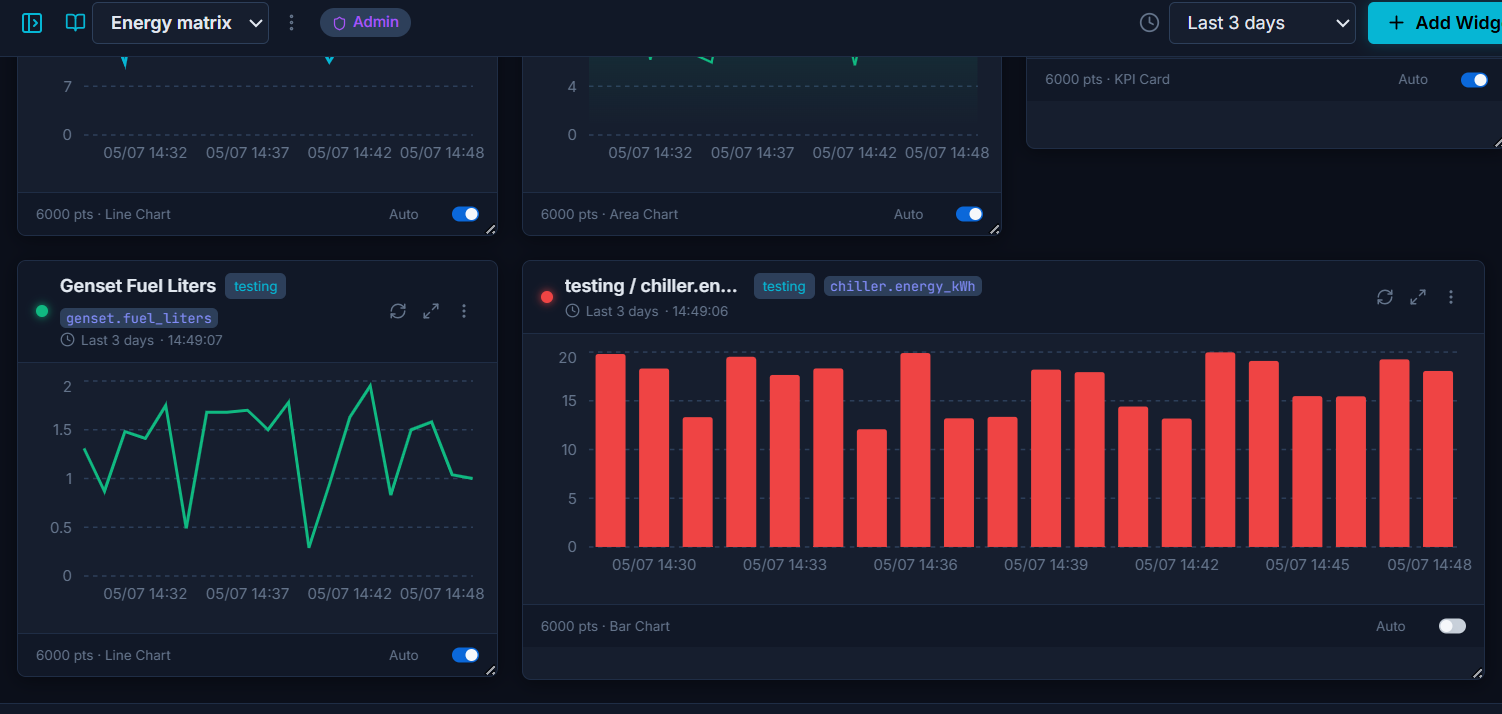 Energy matrix
Admin
Last 3 days
+ Add Widg
7
0
05/07 14:32 05/07 14:37 05/07 14:42 05/07 14:48
6000 pts · Line Chart Auto
4
0
05/07 14:32 05/07 14:37 05/07 14:42 05/07 14:48
6000 pts · Area Chart Auto
6000 pts · KPI Card Auto
Genset Fuel Liters testing
genset.fuel_liters
Last 3 days · 14:49:07
2
1.5
1
0.5
0
05/07 14:32 05/07 14:37 05/07 14:42 05/07 14:48
6000 pts · Line Chart Auto
testing / chiller.en... testing chiller.energy_kWh
Last 3 days · 14:49:06
20
15
10
5
0
05/07 14:30 05/07 14:33 05/07 14:36 05/07 14:39 05/07 14:42 05/07 14:45 05/07 14:48
6000 pts · Bar Chart Auto